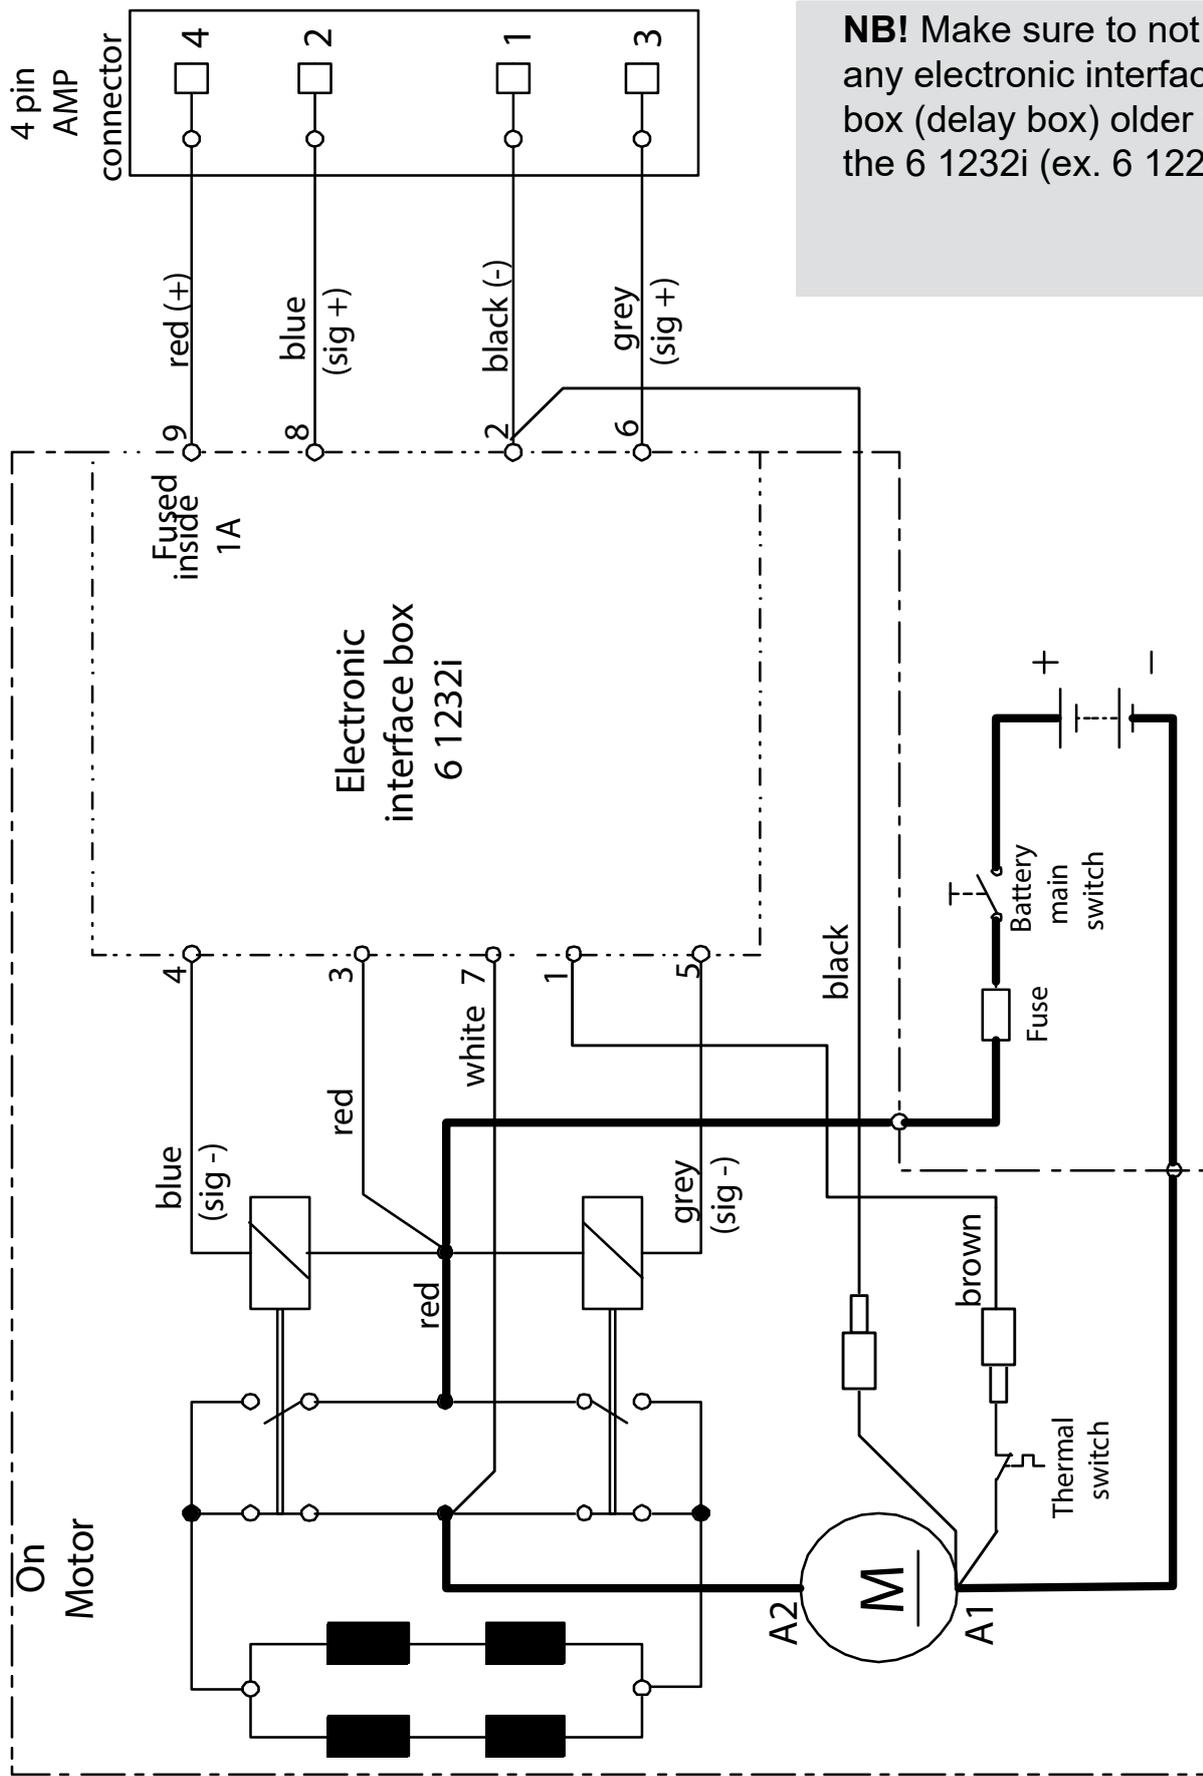 4 pin
AMP
connector
4
2
1
3
NB! Make sure to not
any electronic interfac
box (delay box) older
the 6 1232i (ex. 6 122
red (+)
blue
(sig +)
black (-)
grey
(sig +)
9
8
2
6
Fused
inside
1A
Electronic
interface box
6 1232i
4
3
7
1
5
blue
(sig -)
red
white
grey
(sig -)
black
brown
red
+
–
Battery
main
switch
Fuse
Thermal
switch
On
Motor
M
A2
A1